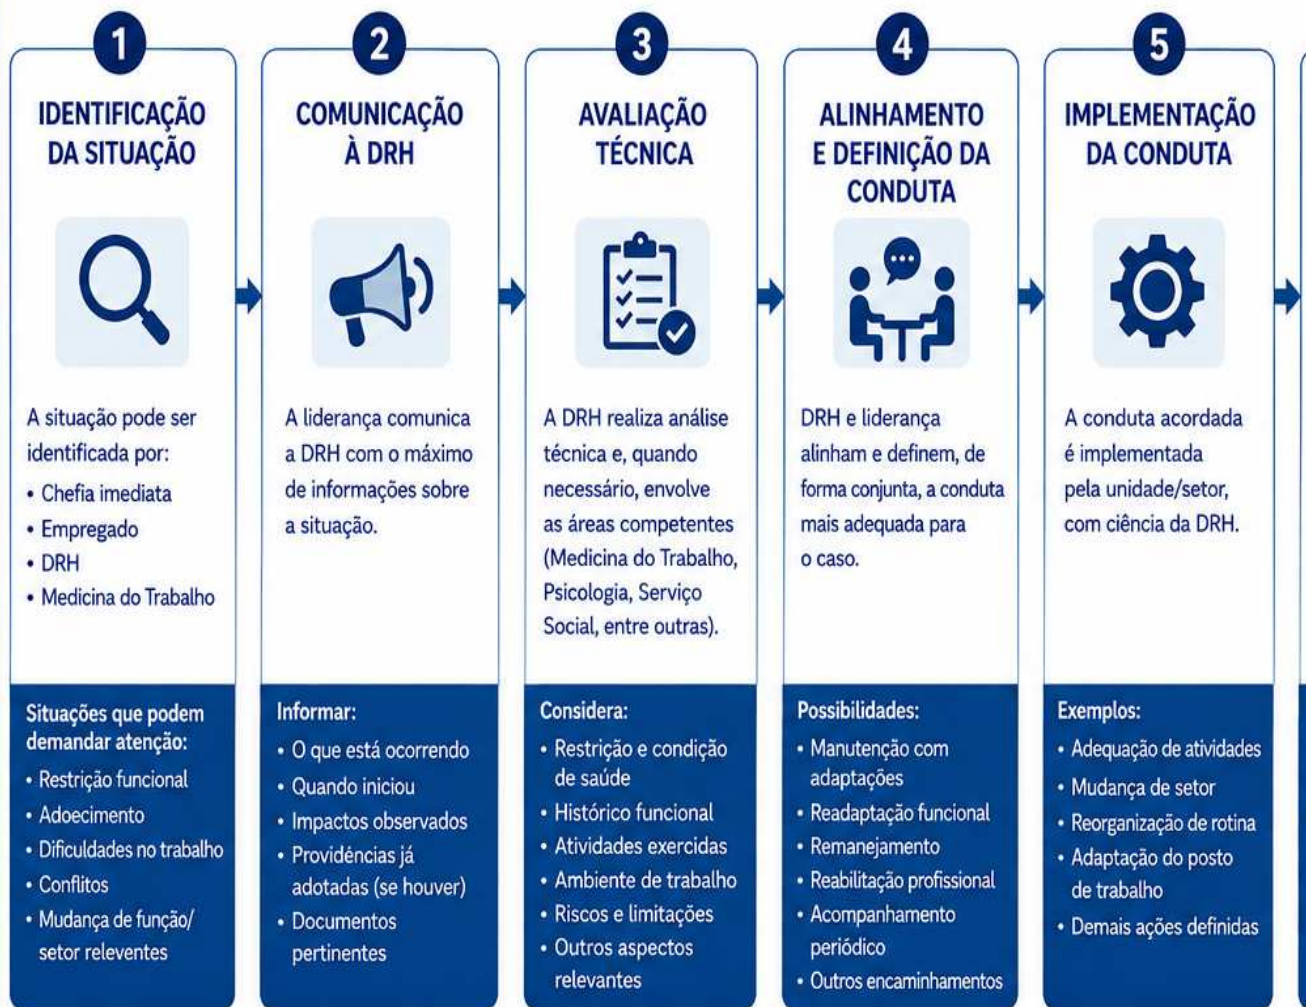 1
IDENTIFICAÇÃO
DA SITUAÇÃO
A situação pode ser
identificada por:
• Chefia imediata
• Empregado
• DRH
• Medicina do Trabalho
Situações que podem
demandar atenção:
• Restrição funcional
• Adoecimento
• Dificuldades no trabalho
• Conflitos
• Mudança de função/
setor releventes
2
COMUNICAÇÃO
À DRH
A liderança comunica
a DRH com o máximo
de informações sobre
a situação.
Informar:
• O que está ocorrendo
• Quando iniciou
• Impactos observados
• Providências já
adotadas (se houver)
• Documentos
pertinentes
3
AVALIAÇÃO
TÉCNICA
A DRH realiza análise
técnica e, quando
necessário, envolve
as áreas competentes
(Medicina do Trabalho,
Psicologia, Serviço
Social, entre outras).
Considera:
• Restrição e condição
de saúde
• Histórico funcional
• Atividades exercidas
• Ambiente de trabalho
• Riscos e limitações
• Outros aspectos
relevantes
4
ALINHAMENTO
E DEFINIÇÃO DA
CONDUTA
DRH e liderança
alinham e definem, de
forma conjunta, a conduta
mais adequada para
o caso.
Possibilidades:
• Manutenção com
adaptações
• Readaptação funcional
• Remanejamento
• Reabilitação profissional
• Acompanhamento
periódico
• Outros encaminhamentos
5
IMPLEMENTAÇÃO
DA CONDUTA
A conduta acordada
é implementada
pela unidade/setor,
com ciência da DRH.
Exemplos:
• Adequação de atividades
• Mudança de setor
• Reorganização de rotina
• Adaptação do posto
de trabalho
• Demais ações definidas